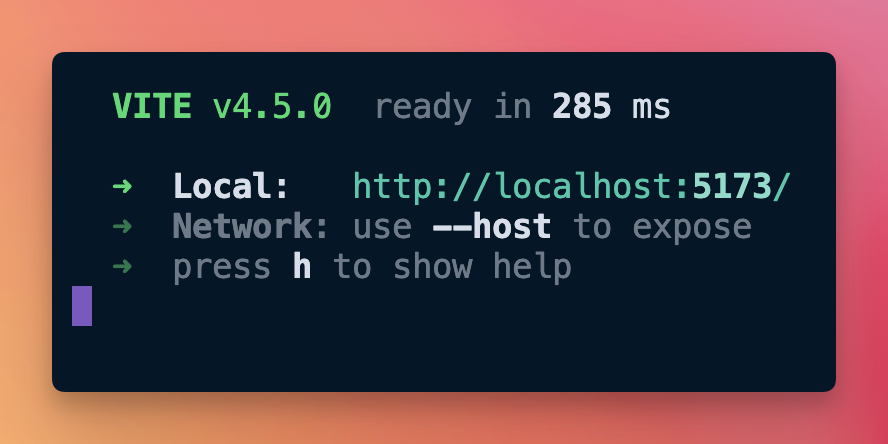 VITE v4.5.0 ready in 285 ms
➜ Local: http://localhost:5173/
➜ Network: use --host to expose
➜ press h to show help